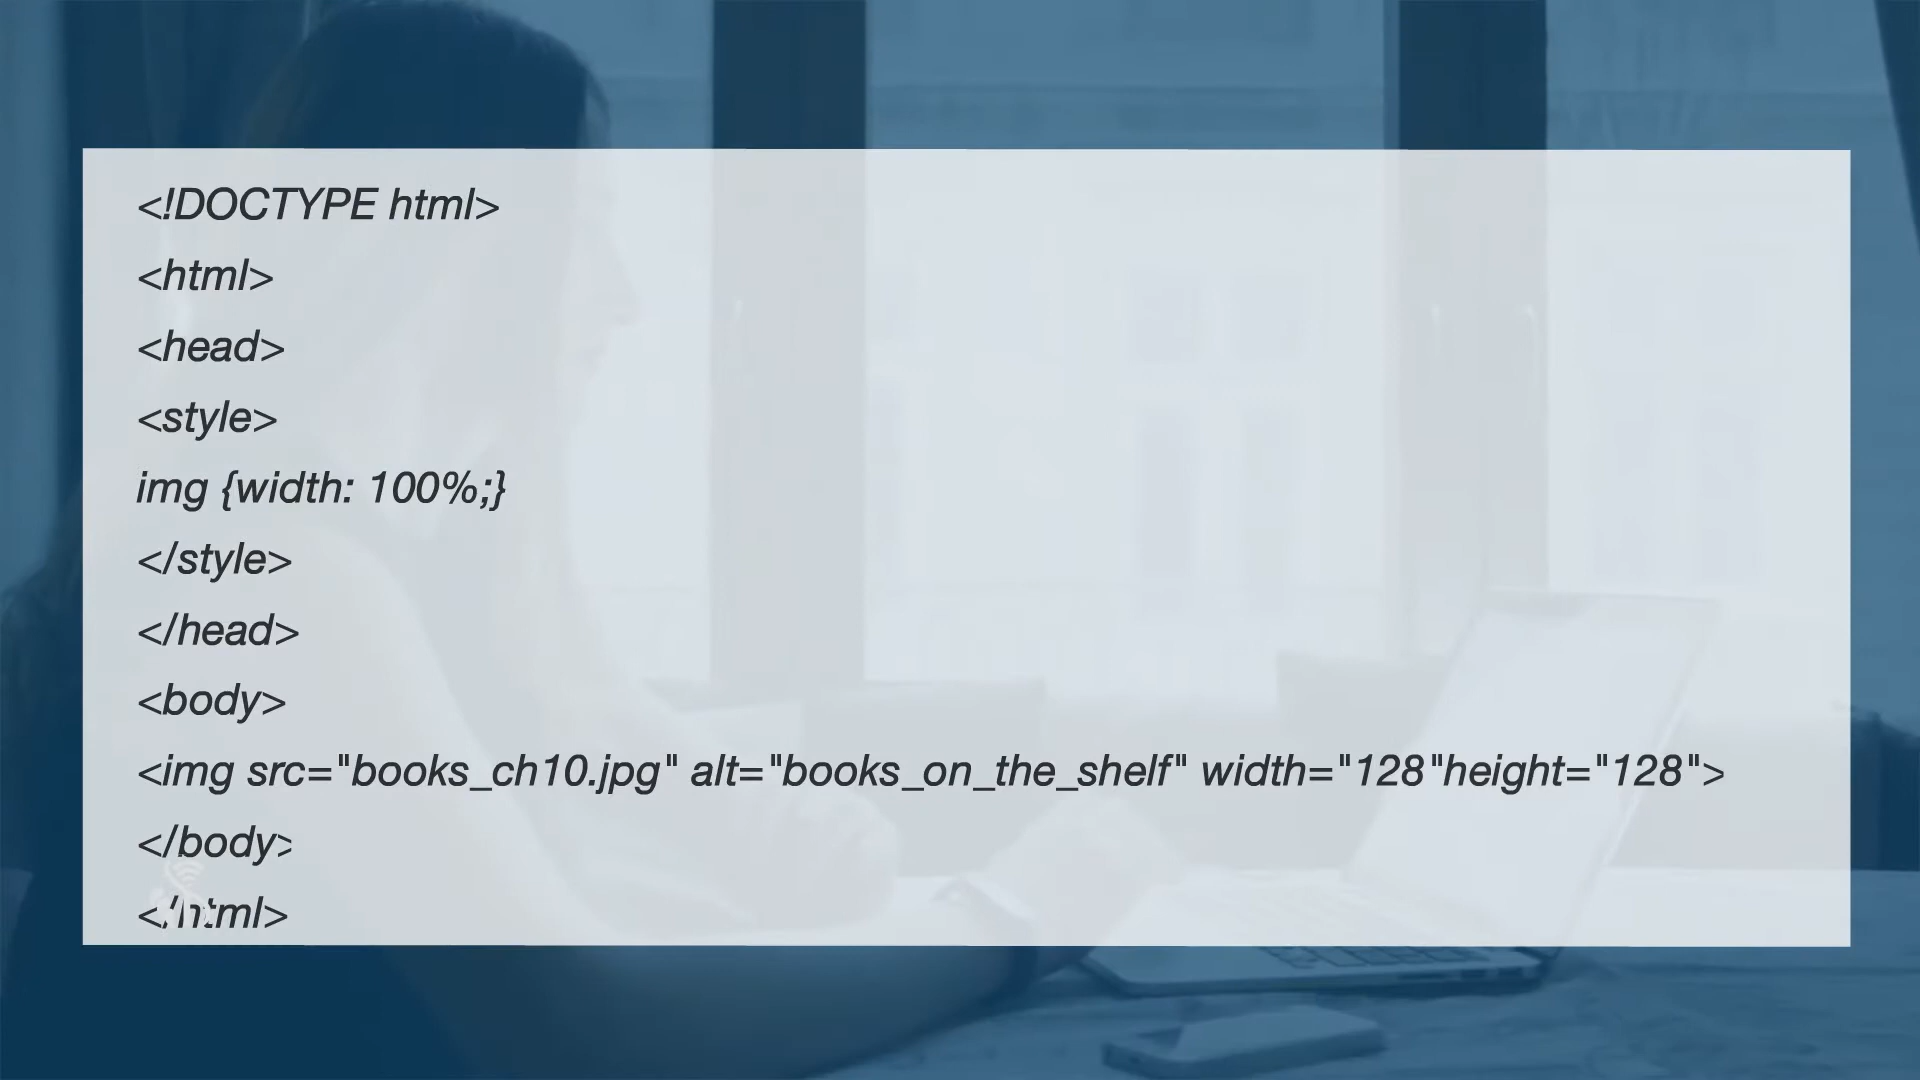 <!DOCTYPE html>
<html>
<head>
<style>
img {width: 100%;}
</style>
</head>
<body>
<img src="books_ch10.jpg" alt="books_on_the_shelf" width="128"height="128">
</body>
</html>